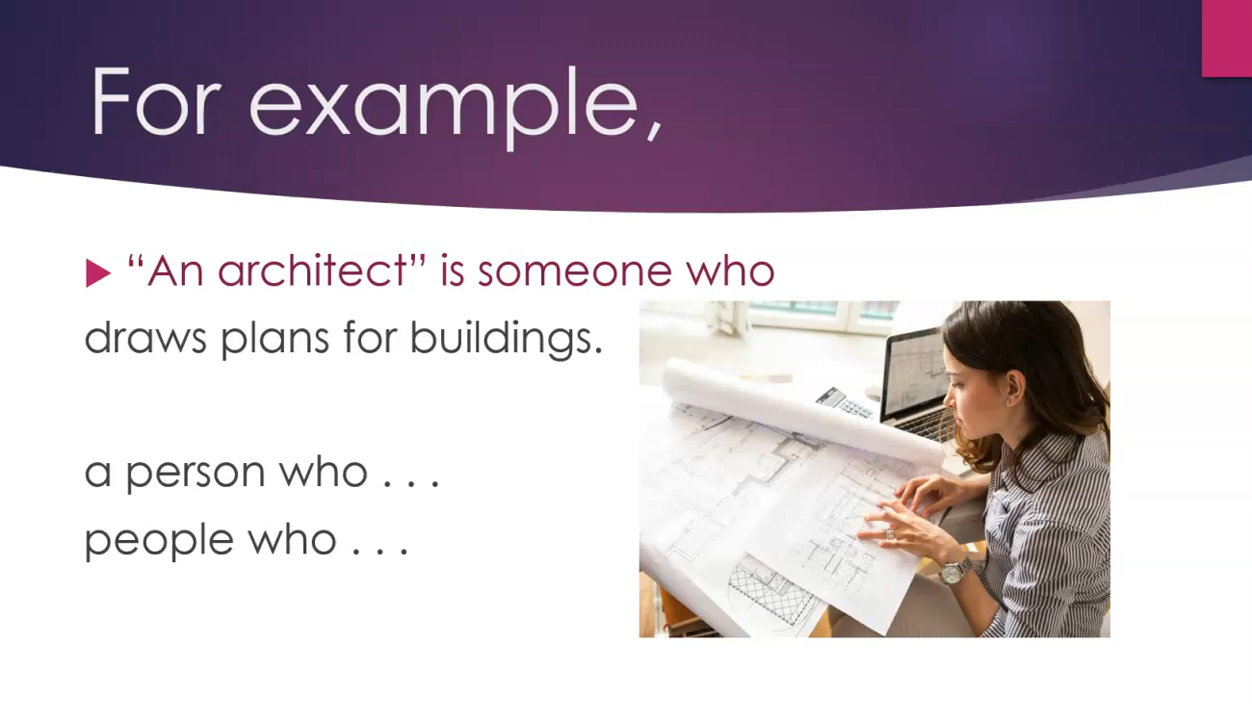 For example,
“An architect” is someone who
draws plans for buildings.
a person who . . .
people who . . .